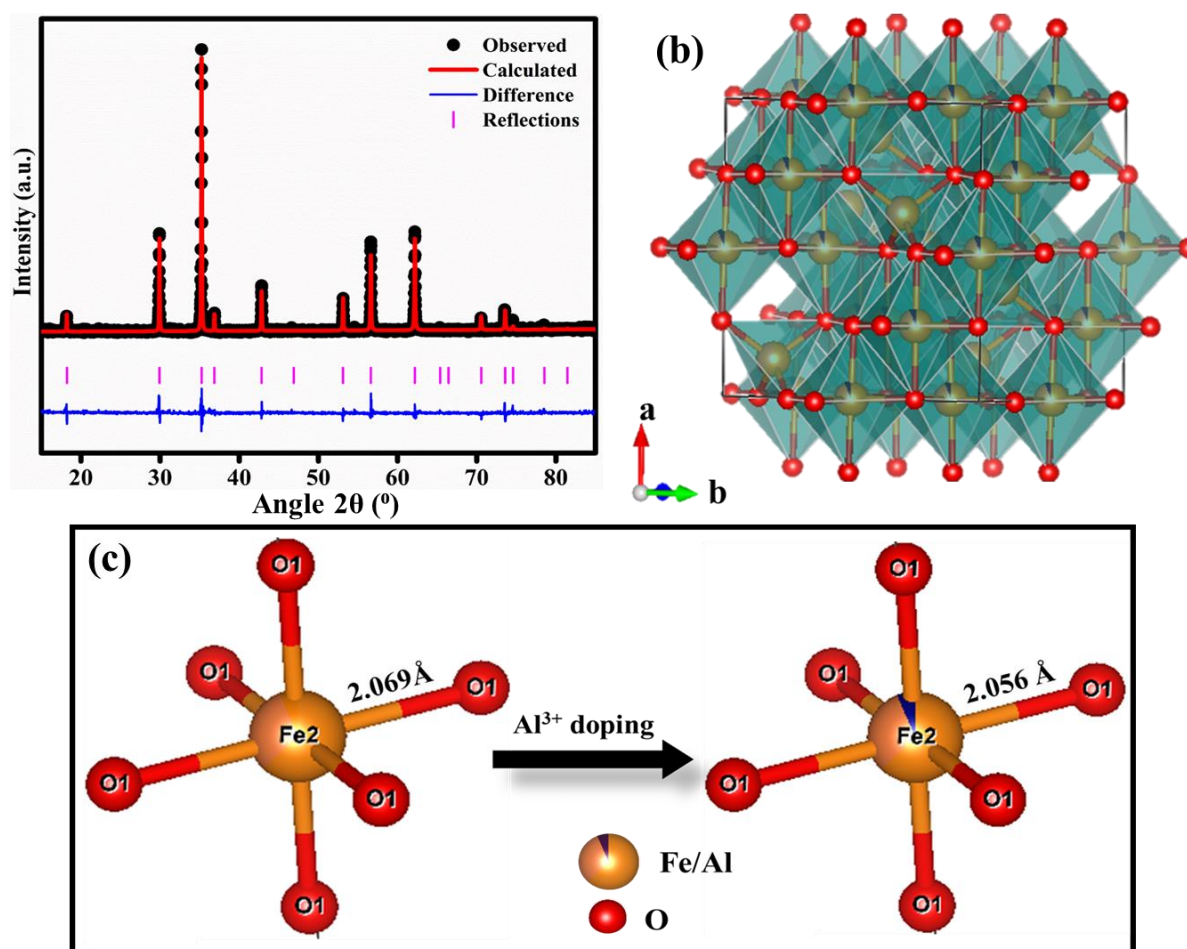 Observed
Calculated
Difference
Reflections
Intensity (a.u.)
20 30 40 50 60 70 80
Angle 2θ (⁰)
(b)
a
b
(c)
O1
O1
2.069Å
O1
Fe2
O1
O1
O1
Al³⁺ doping
O1
O1
2.056 Å
O1
Fe2
O1
O1
O1
Fe/Al
O